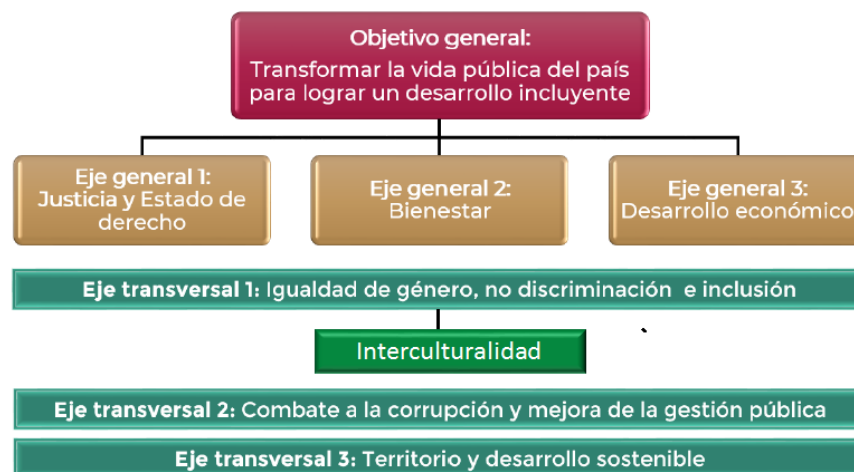 Objetivo general:
Transformar la vida pública del país
para lograr un desarrollo incluyente
Eje general 1:
Justicia y Estado de
derecho
Eje general 2:
Bienestar
Eje general 3:
Desarrollo económico
Eje transversal 1: Igualdad de género, no discriminación e inclusión
Interculturalidad
Eje transversal 2: Combate a la corrupción y mejora de la gestión pública
Eje transversal 3: Territorio y desarrollo sostenible